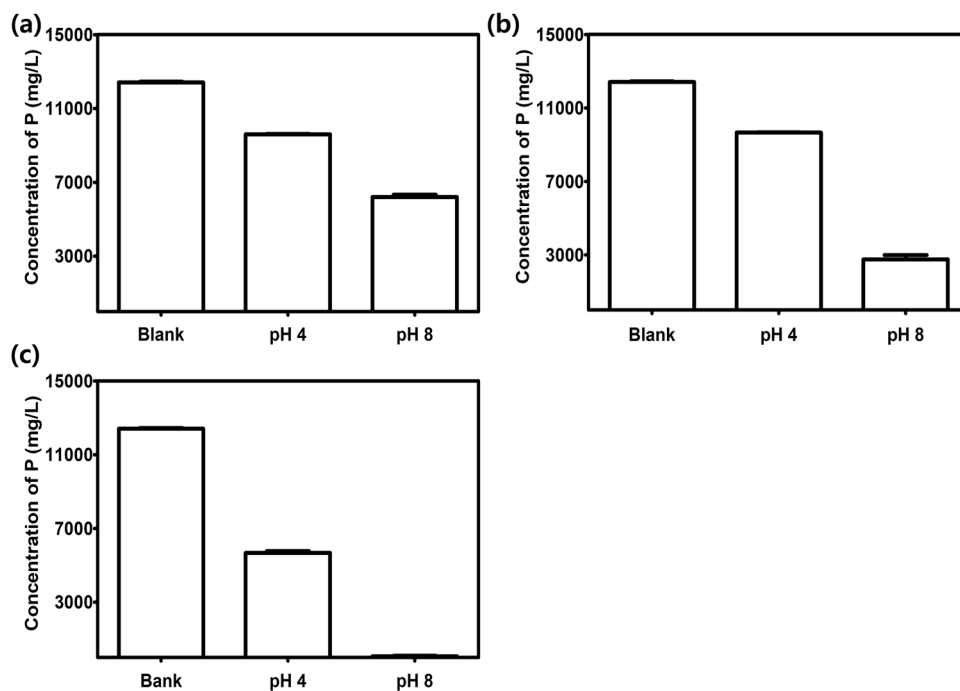 (a)
Concentration of P (mg/L)
15000
11000
7000
3000
Blank pH 4 pH 8
(b)
Concentration of P (mg/L)
15000
11000
7000
3000
Blank pH 4 pH 8
(c)
Concentration of P (mg/L)
15000
11000
7000
3000
Bank pH 4 pH 8